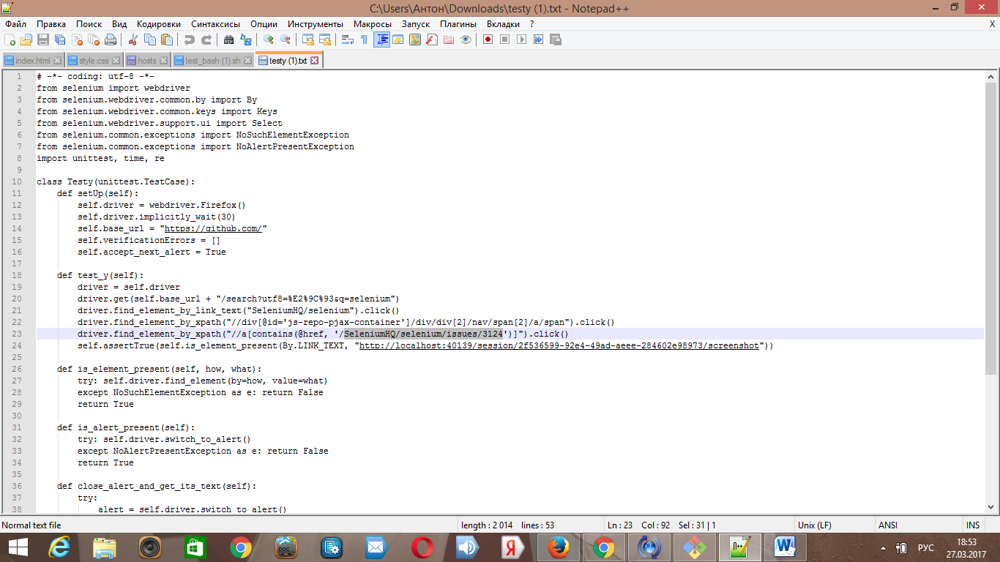 C:\Users\Антон\Downloads\testy (1).txt - Notepad++
Файл Правка Поиск Вид Кодировки Синтаксисы Опции Инструменты Макросы Запуск Плагины Вкладки ? X
index.html style.css hosts test_bash (1).sh testy (1).txt
1 # -*- coding: utf-8 -*-
2 from selenium import webdriver
3 from selenium.webdriver.common.by import By
4 from selenium.webdriver.common.keys import Keys
5 from selenium.webdriver.support.ui import Select
6 from selenium.common.exceptions import NoSuchElementException
7 from selenium.common.exceptions import NoAlertPresentException
8 import unittest, time, re
9
10 class Testy(unittest.TestCase):
11 def setUp(self):
12 self.driver = webdriver.Firefox()
13 self.driver.implicitly_wait(30)
14 self.base_url = "https://github.com/"
15 self.verificationErrors = []
16 self.accept_next_alert = True
17
18 def test_y(self):
19 driver = self.driver
20 driver.get(self.base_url + "/search?utf8=%E2%9C%93&q=selenium")
21 driver.find_element_by_link_text("SeleniumHQ/selenium").click()
22 driver.find_element_by_xpath("//div[@id='js-repo-pjax-container']/div/div[2]/nav/span[2]/a/span").click()
23 driver.find_element_by_xpath("//a[contains(@href, '/SeleniumHQ/selenium/issues/3124')]").click()
24 self.assertTrue(self.is_element_present(By.LINK_TEXT, "http://localhost:40139/session/2f536599-92e4-49ad-aeee-284602e98973/screenshot"))
25
26 def is_element_present(self, how, what):
27 try: self.driver.find_element(by=how, value=what)
28 except NoSuchElementException as e: return False
29 return True
30
31 def is_alert_present(self):
32 try: self.driver.switch_to_alert()
33 except NoAlertPresentException as e: return False
34 return True
35
36 def close_alert_and_get_its_text(self):
37 try:
38 alert = self.driver.switch_to_alert()
Normal text file length : 2 014 lines : 53 Ln : 23 Col : 92 Sel : 31 | 1 Unix (LF) ANSI INS
РУС 18:53
27.03.2017